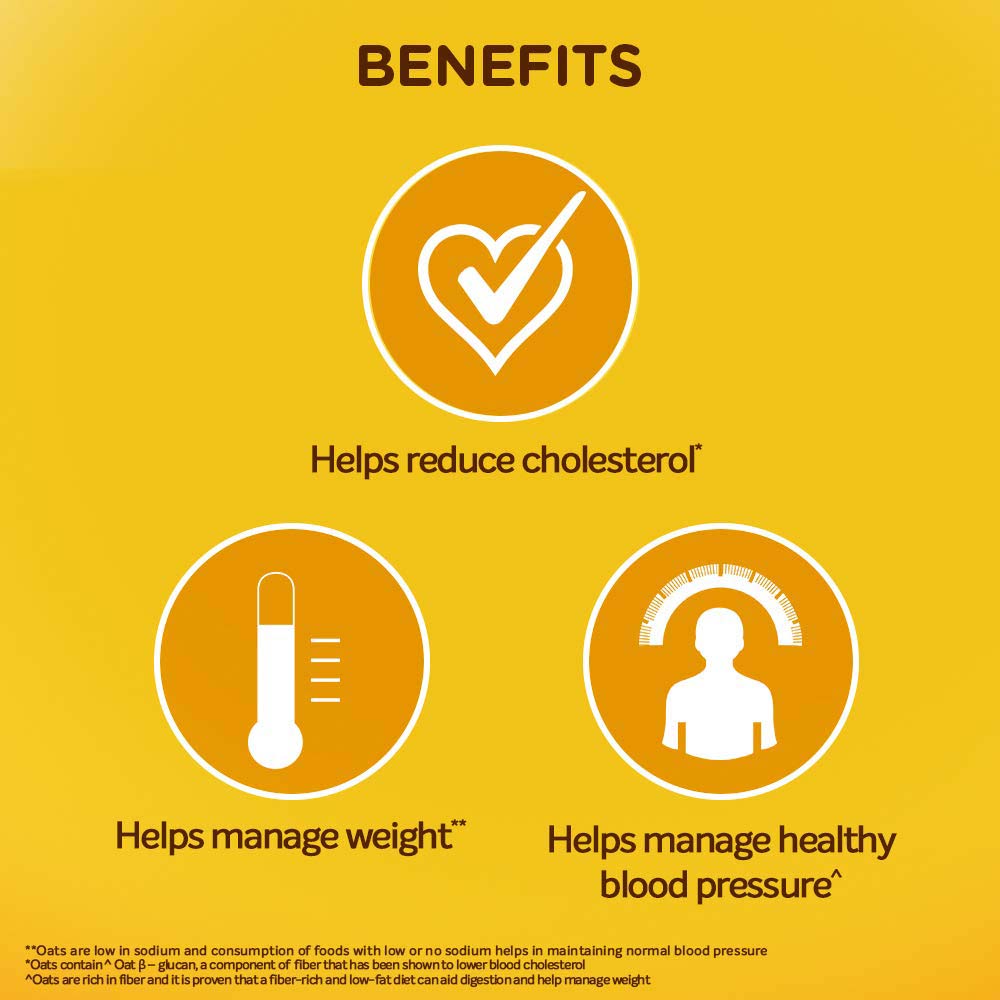 BENEFITS
Helps reduce cholesterol*
Helps manage weight**
Helps manage healthy
blood pressure^
**Oats are low in sodium and consumption of foods with low or no sodium helps in maintaining normal blood pressure
*Oats contain^ Oat β – glucan, a component of fiber that has been shown to lower blood cholesterol
^Oats are rich in fiber and it is proven that a fiber-rich and low-fat diet can aid digestion and help manage weight